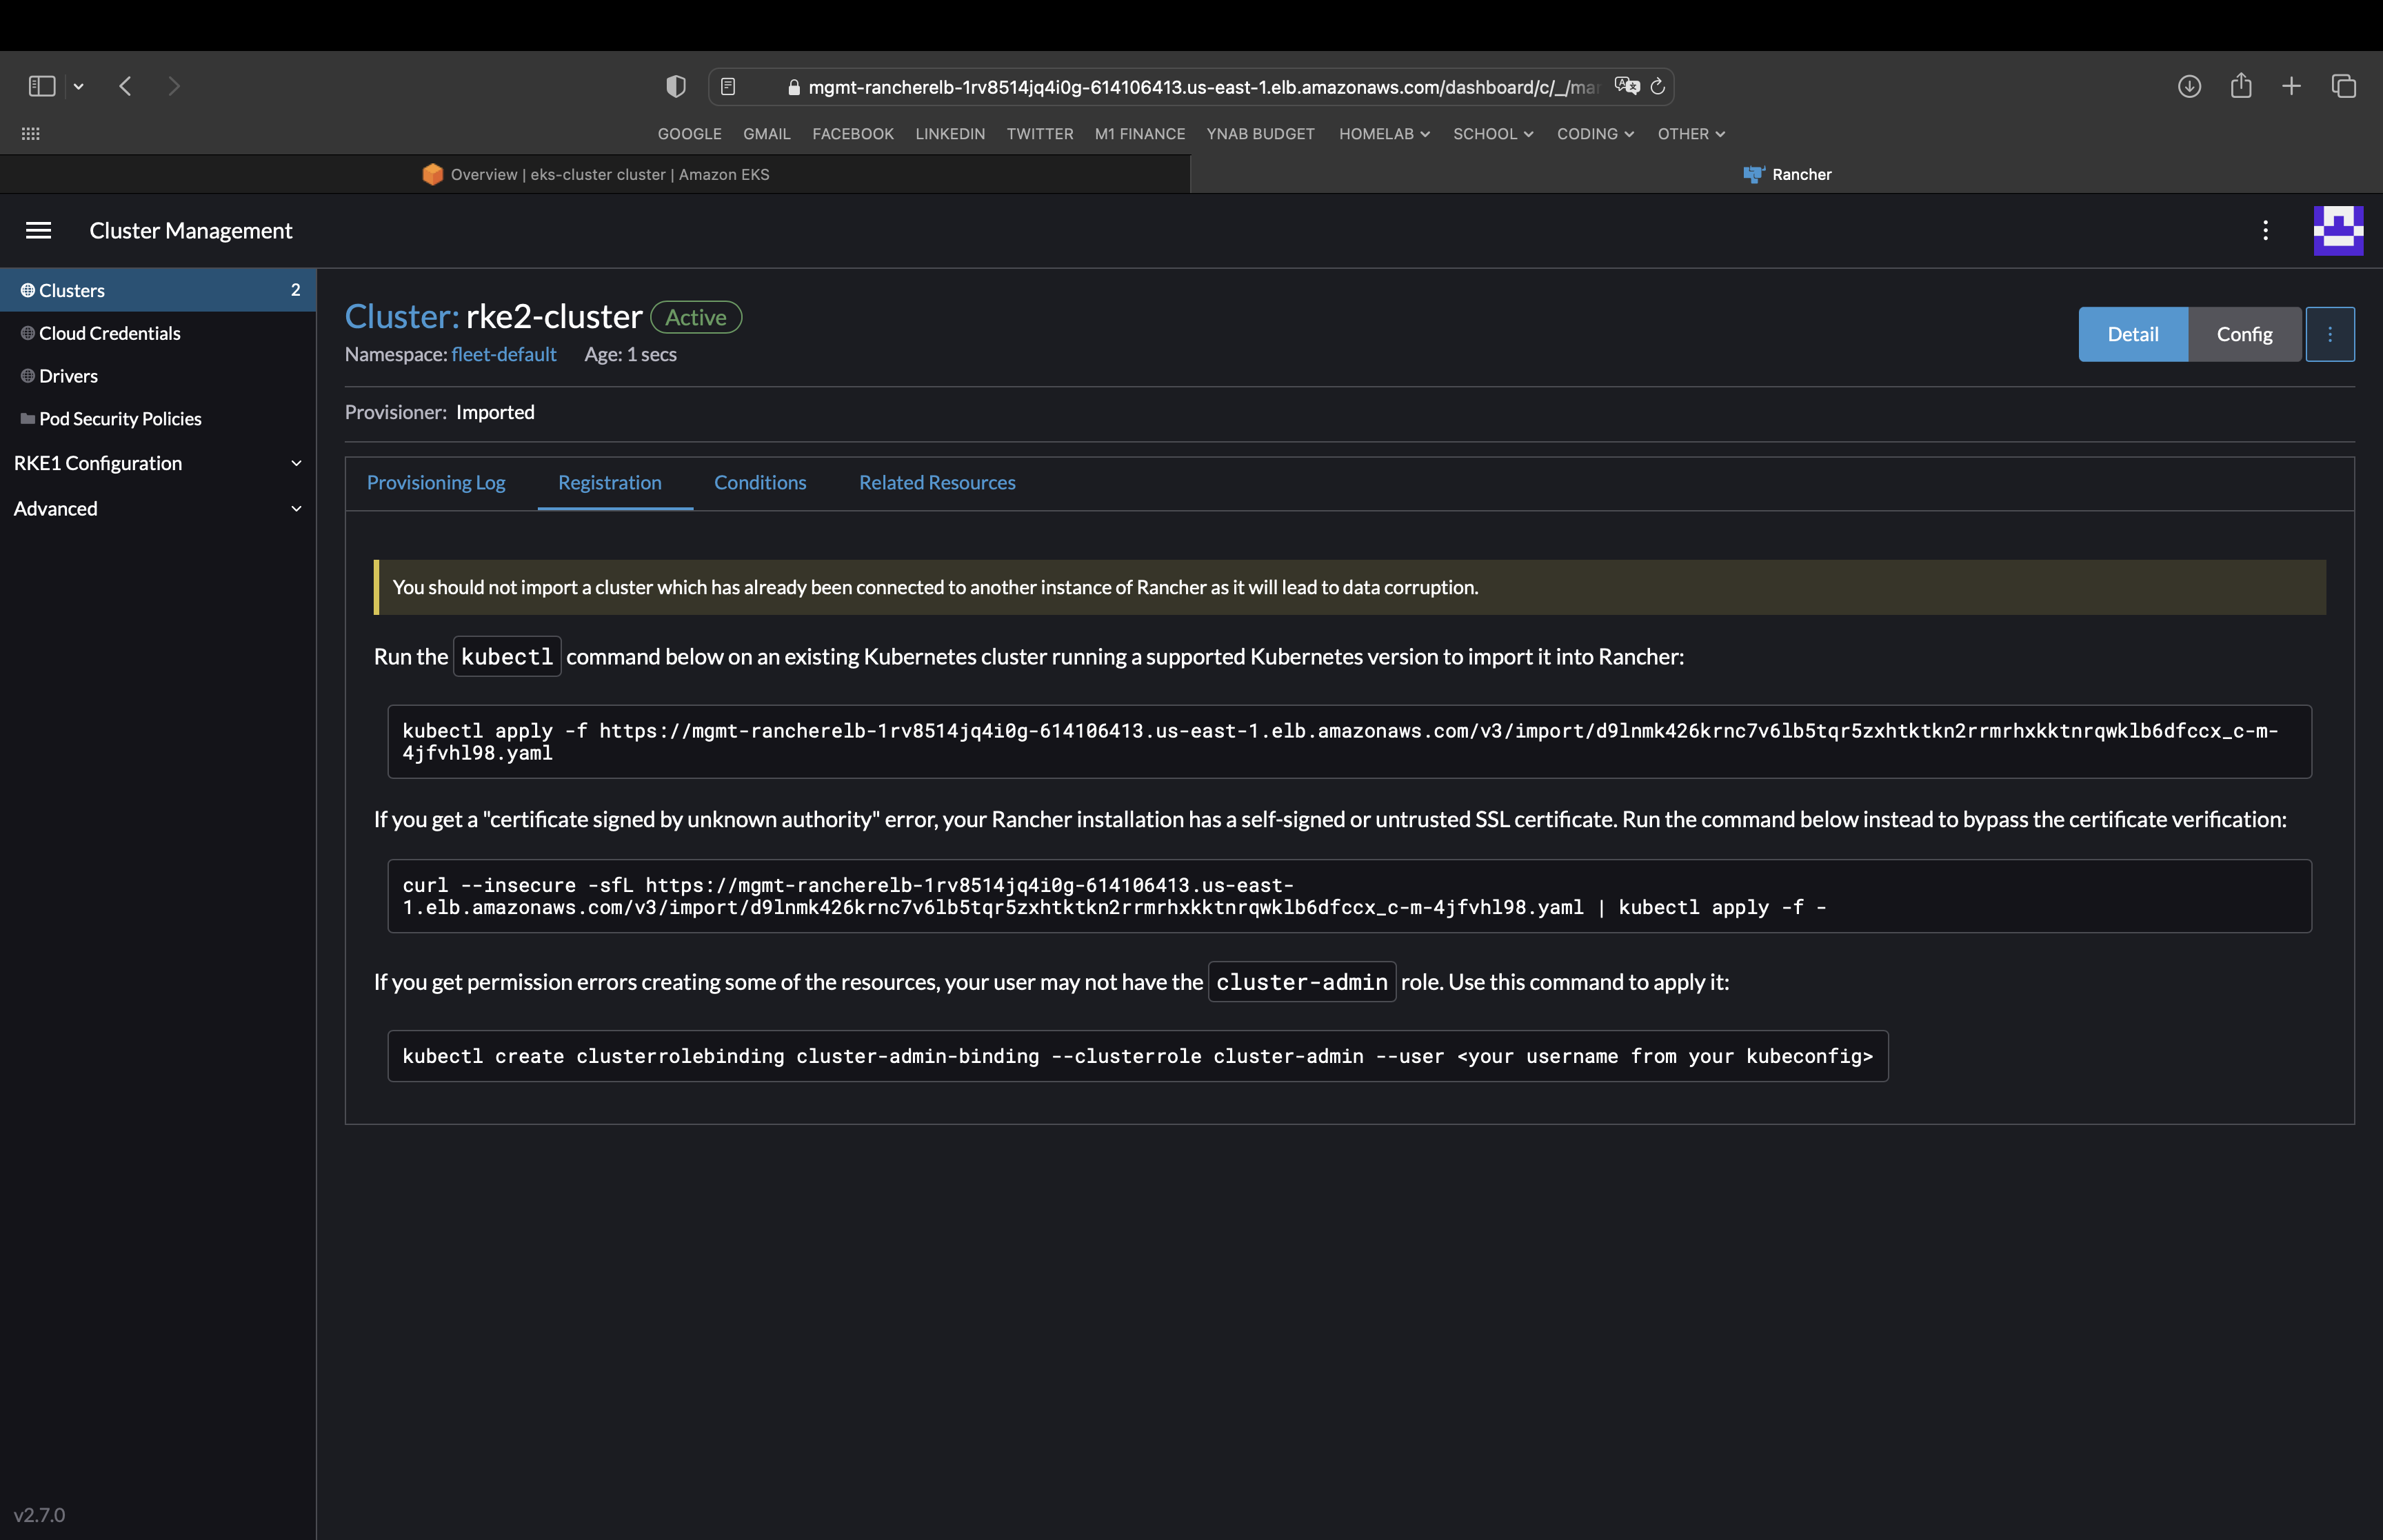 mgmt-rancherelb-1rv8514jq4i0g-614106413.us-east-1.elb.amazonaws.com/dashboard/c/_/mar
GOOGLE GMAIL FACEBOOK LINKEDIN TWITTER M1 FINANCE YNAB BUDGET HOMELAB SCHOOL CODING OTHER
Overview | eks-cluster cluster | Amazon EKS
Rancher
Cluster Management
Clusters 2
Cloud Credentials
Drivers
Pod Security Policies
RKE1 Configuration
Advanced
v2.7.0
Cluster: rke2-cluster Active
Namespace: fleet-default Age: 1 secs
Detail Config
Provisioner: Imported
Provisioning Log Registration Conditions Related Resources
You should not import a cluster which has already been connected to another instance of Rancher as it will lead to data corruption.
Run the kubectl command below on an existing Kubernetes cluster running a supported Kubernetes version to import it into Rancher:
kubectl apply -f https://mgmt-rancherelb-1rv8514jq4i0g-614106413.us-east-1.elb.amazonaws.com/v3/import/d9lnmk426krnc7v6lb5tqr5zxhtktkn2rrmrhxkktnrqwklb6dfccx_c-m-
4jfvhl98.yaml
If you get a "certificate signed by unknown authority" error, your Rancher installation has a self-signed or untrusted SSL certificate. Run the command below instead to bypass the certificate verification:
curl --insecure -sfL https://mgmt-rancherelb-1rv8514jq4i0g-614106413.us-east-
1.elb.amazonaws.com/v3/import/d9lnmk426krnc7v6lb5tqr5zxhtktkn2rrmrhxkktnrqwklb6dfccx_c-m-4jfvhl98.yaml | kubectl apply -f -
If you get permission errors creating some of the resources, your user may not have the cluster-admin role. Use this command to apply it:
kubectl create clusterrolebinding cluster-admin-binding --clusterrole cluster-admin --user <your username from your kubeconfig>